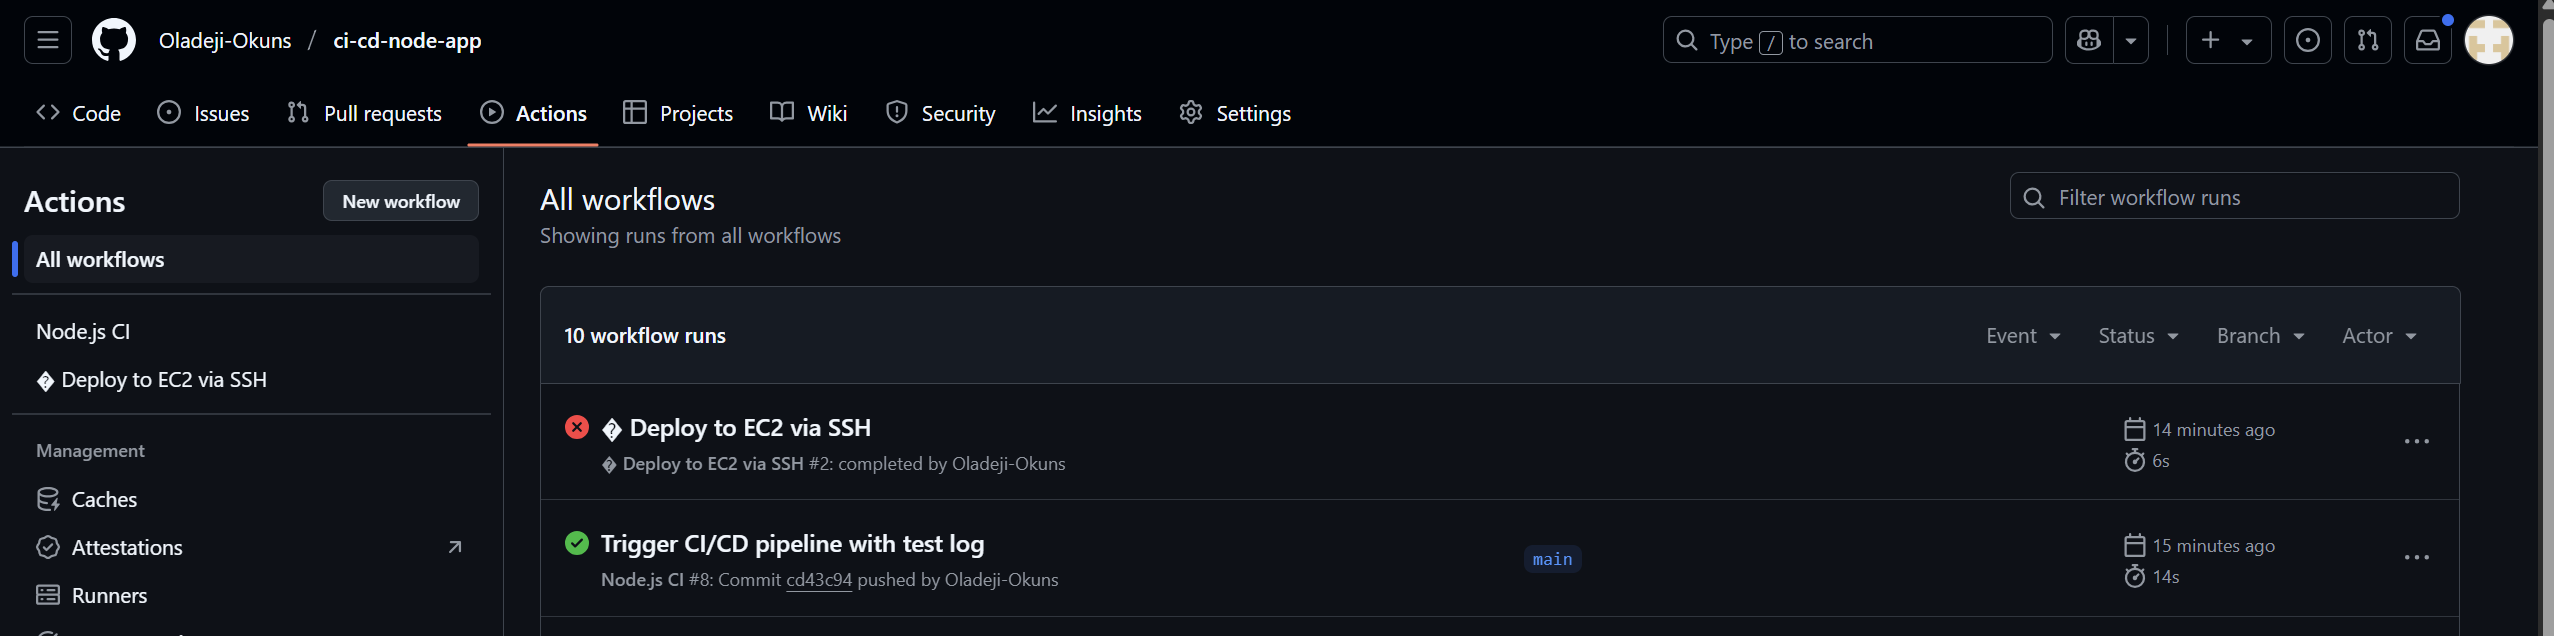 Oladeji-Okuns / ci-cd-node-app
Type / to search
Code Issues Pull requests Actions Projects Wiki Security Insights Settings
Actions
New workflow
All workflows
Node.js CI
� Deploy to EC2 via SSH
Management
Caches
Attestations
Runners
All workflows
Showing runs from all workflows
Filter workflow runs
10 workflow runs
Event Status Branch Actor
� Deploy to EC2 via SSH
� Deploy to EC2 via SSH #2: completed by Oladeji-Okuns
14 minutes ago
6s
Trigger CI/CD pipeline with test log
Node.js CI #8: Commit cd43c94 pushed by Oladeji-Okuns
main
15 minutes ago
14s